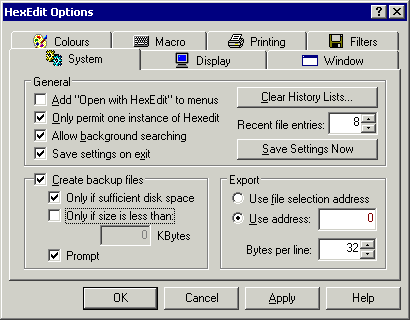 HexEdit Options
Colours Macro Printing Filters
System Display Window
General
Add "Open with HexEdit" to menus
Clear History Lists...
Only permit one instance of Hexedit
Recent file entries: 8
Allow background searching
Save settings on exit
Save Settings Now
Create backup files
Export
Only if sufficient disk space
Use file selection address
Only if size is less than:
Use address: 0
0 KBytes
Bytes per line: 32
Prompt
OK Cancel Apply Help